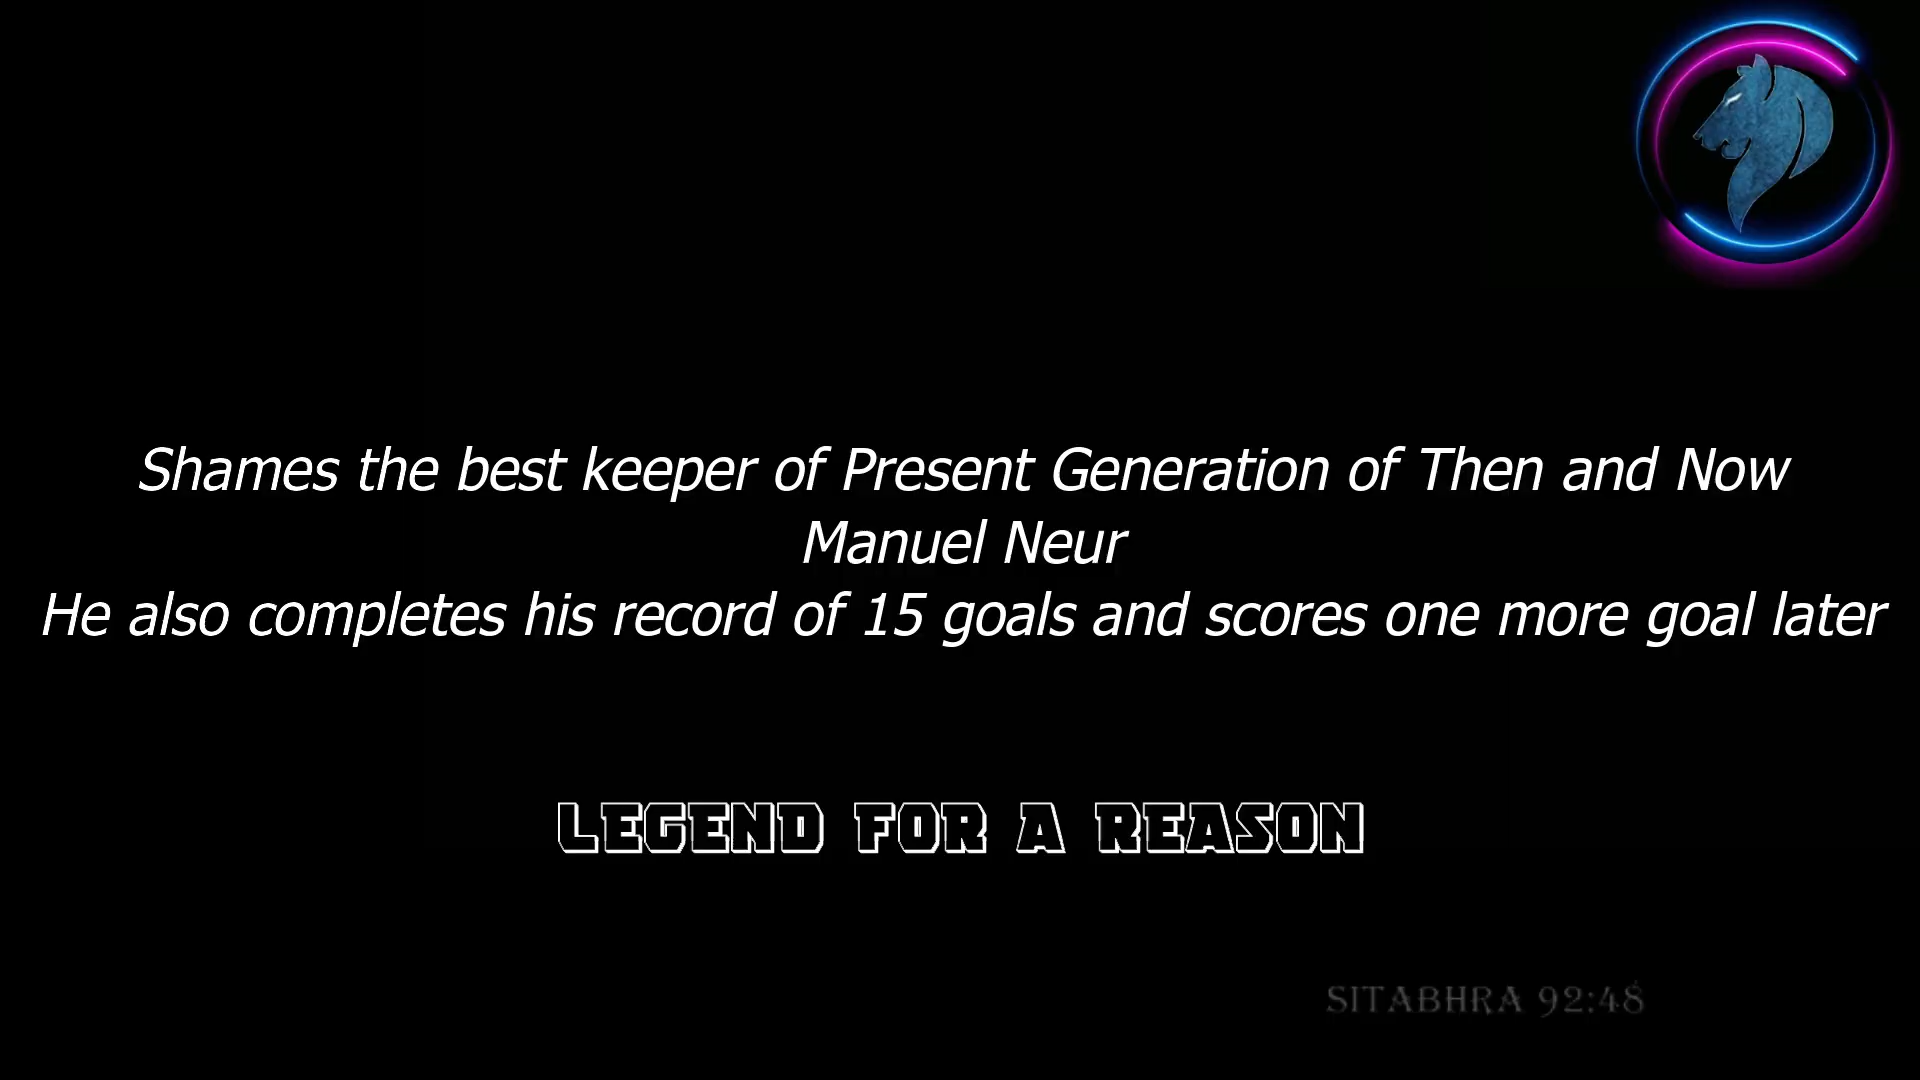 Shames the best keeper of Present Generation of Then and Now
Manuel Neur
He also completes his record of 15 goals and scores one more goal later
LEGEND FOR A REASON
SITABHRA 92:48